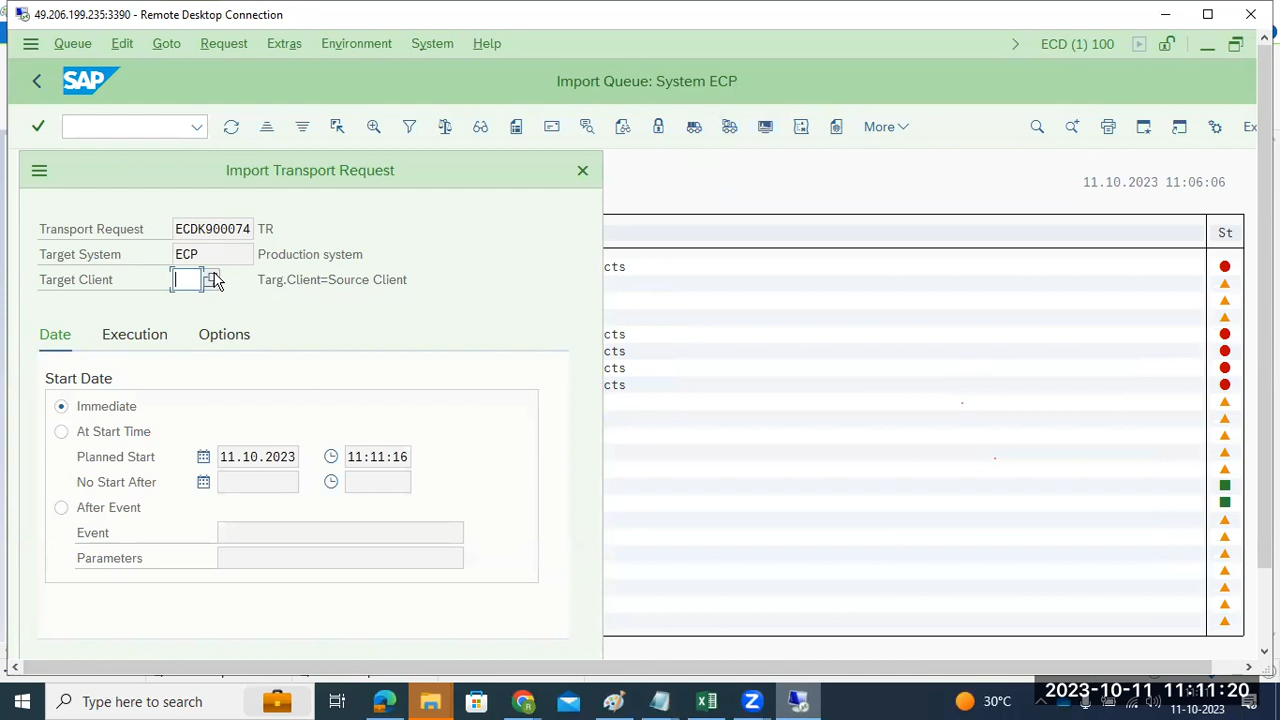 49.206.199.235:3390 - Remote Desktop Connection
Queue Edit Goto Request Extras Environment System Help ECD (1) 100
SAP Import Queue: System ECP
More Ex
Import Transport Request
11.10.2023 11:06:06
Transport Request ECDK900074 TR
St
Target System ECP Production system
cts
Target Client Targ.Client=Source Client
Date Execution Options
cts
cts
cts
cts
Start Date
Immediate
At Start Time
Planned Start 11.10.2023 11:11:16
No Start After
After Event
Event
Parameters
Type here to search
30°C
2023-10-11 11:11:20
11-10-2023